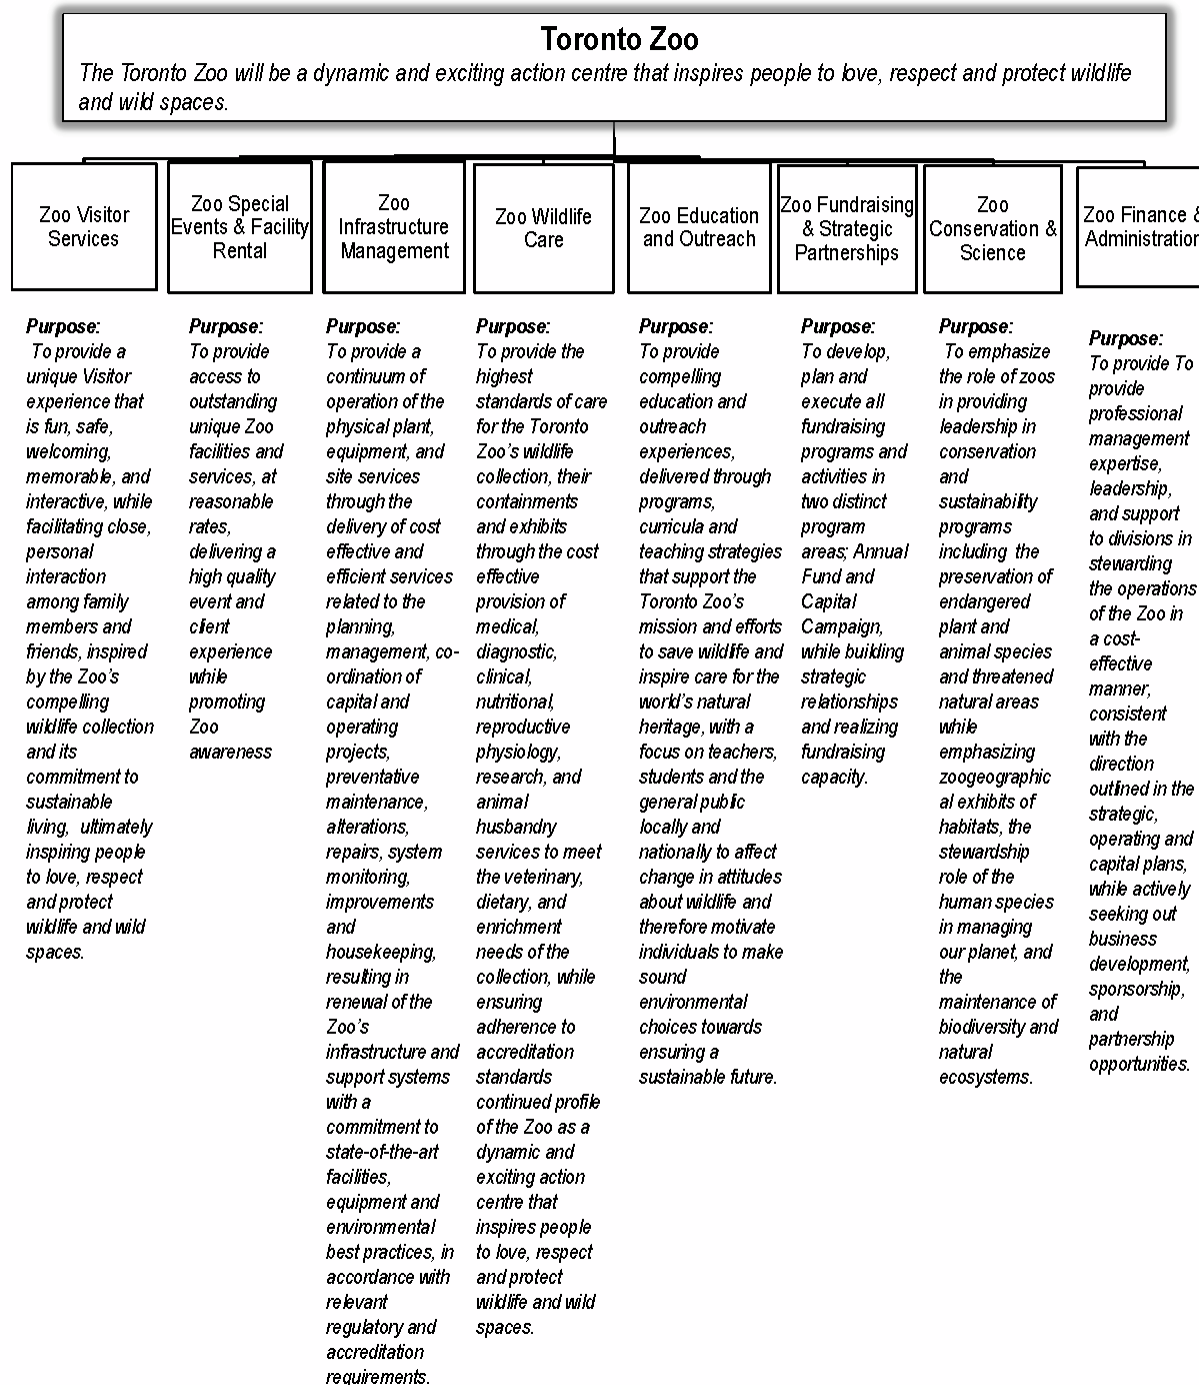 Toronto Zoo
The Toronto Zoo will be a dynamic and exciting action centre that inspires people to love, respect and protect wildlife
and wild spaces.
Zoo Visitor
Services
Zoo Special
Events & Facility
Rental
Zoo
Infrastructure
Management
Zoo Wildlife
Care
Zoo Education
and Outreach
Zoo Fundraising
& Strategic
Partnerships
Zoo
Conservation &
Science
Zoo Finance &
Administration
Purpose:
To provide a
unique Visitor
experience that
is fun, safe,
welcoming,
memorable, and
interactive, while
facilitating close,
personal
interaction
among family
members and
friends, inspired
by the Zoo's
compelling
wildlife collection
and its
commitment to
sustainable
living, ultimately
inspiring people
to love, respect
and protect
wildlife and wild
spaces.
Purpose:
To provide
access to
outstanding
unique Zoo
facilities and
services, at
reasonable
rates,
delivering a
high quality
event and
client
experience
while
promoting
Zoo
awareness
Purpose:
To provide a
continuum of
operation of the
physical plant,
equipment, and
site services
through the
delivery of cost
effective and
efficient services
related to the
planning,
management, co-
ordination of
capital and
operating
projects,
preventative
maintenance,
alterations,
repairs, system
monitoring,
improvements
and
housekeeping,
resulting in
renewal of the
Zoo's
infrastructure and
support systems
with a
commitment to
state-of-the-art
facilities,
equipment and
environmental
best practices, in
accordance with
relevant
regulatory and
accreditation
requirements.
Purpose:
To provide the
highest
standards of care
for the Toronto
Zoo's wildlife
collection, their
containments
and exhibits
through the cost
effective
provision of
medical,
diagnostic,
clinical,
nutritional,
reproductive
physiology,
research, and
animal
husbandry
services to meet
the veterinary,
dietary, and
enrichment
needs of the
collection, while
ensuring
adherence to
accreditation
standards
continued profile
of the Zoo as a
dynamic and
exciting action
centre that
inspires people
to love, respect
and protect
wildlife and wild
spaces.
Purpose:
To provide
compelling
education and
outreach
experiences,
delivered through
programs,
curricula and
teaching strategies
that support the
Toronto Zoo's
mission and efforts
to save wildlife and
inspire care for the
world's natural
heritage, with a
focus on teachers,
students and the
general public
locally and
nationally to affect
change in attitudes
about wildlife and
therefore motivate
individuals to make
sound
environmental
choices towards
ensuring a
sustainable future.
Purpose:
To develop,
plan and
execute all
fundraising
programs and
activities in
two distinct
program
areas; Annual
Fund and
Capital
Campaign,
while building
strategic
relationships
and realizing
fundraising
capacity.
Purpose:
To emphasize
the role of zoos
in providing
leadership in
conservation
and
sustainability
programs
including the
preservation of
endangered
plant and
animal species
and threatened
natural areas
while
emphasizing
zoogeographic
al exhibits of
habitats, the
stewardship
role of the
human species
in managing
our planet, and
the
maintenance of
biodiversity and
natural
ecosystems.
Purpose:
To provide To
provide
professional
management
expertise,
leadership,
and support
to divisions in
stewarding
the operations
of the Zoo in
a cost-
effective
manner,
consistent
with the
direction
outlined in the
strategic,
operating and
capital plans,
while actively
seeking out
business
development,
sponsorship,
and
partnership
opportunities.